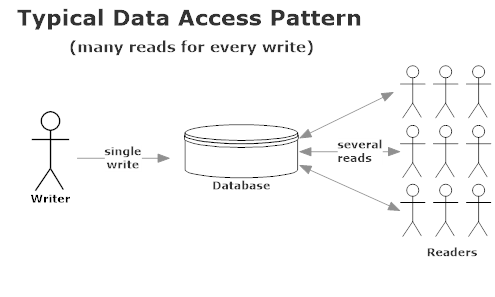 Typical Data Access Pattern
(many reads for every write)
single
write
several
reads
Database
Writer
Readers